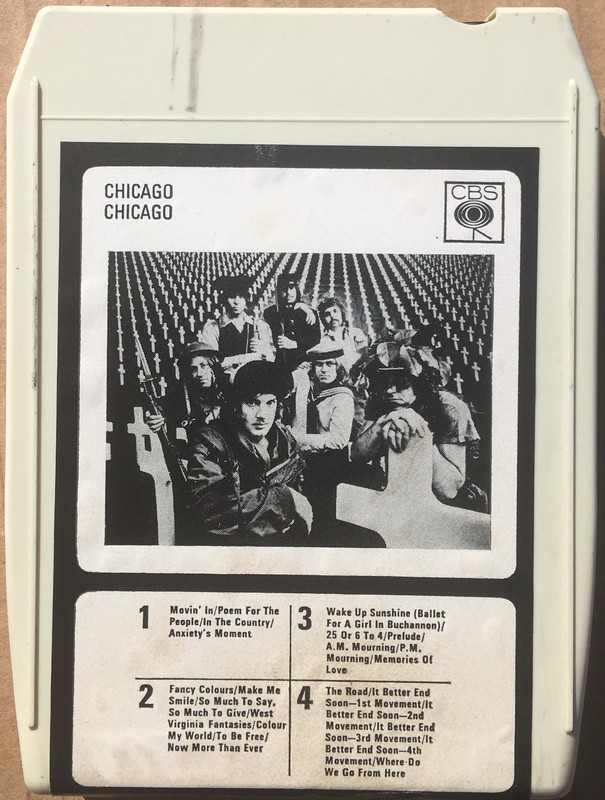 CHICAGO
CHICAGO
CBS
1
Movin' In/Poem For The
People/In The Country/
Anxiety's Moment
2
Fancy Colours/Make Me
Smile/So Much To Say,
So Much To Give/West
Virginia Fantasies/Colour
My World/To Be Free/
Now More Than Ever
3
Wake Up Sunshine (Ballet
For A Girl In Buchannon)/
25 Or 6 To 4/Prelude/
A.M. Mourning/P.M.
Mourning/Memories Of
Love
4
The Road/It Better End
Soon—1st Movement/It
Better End Soon—2nd
Movement/It Better End
Soon—3rd Movement/It
Better End Soon—4th
Movement/Where Do
We Go From Here